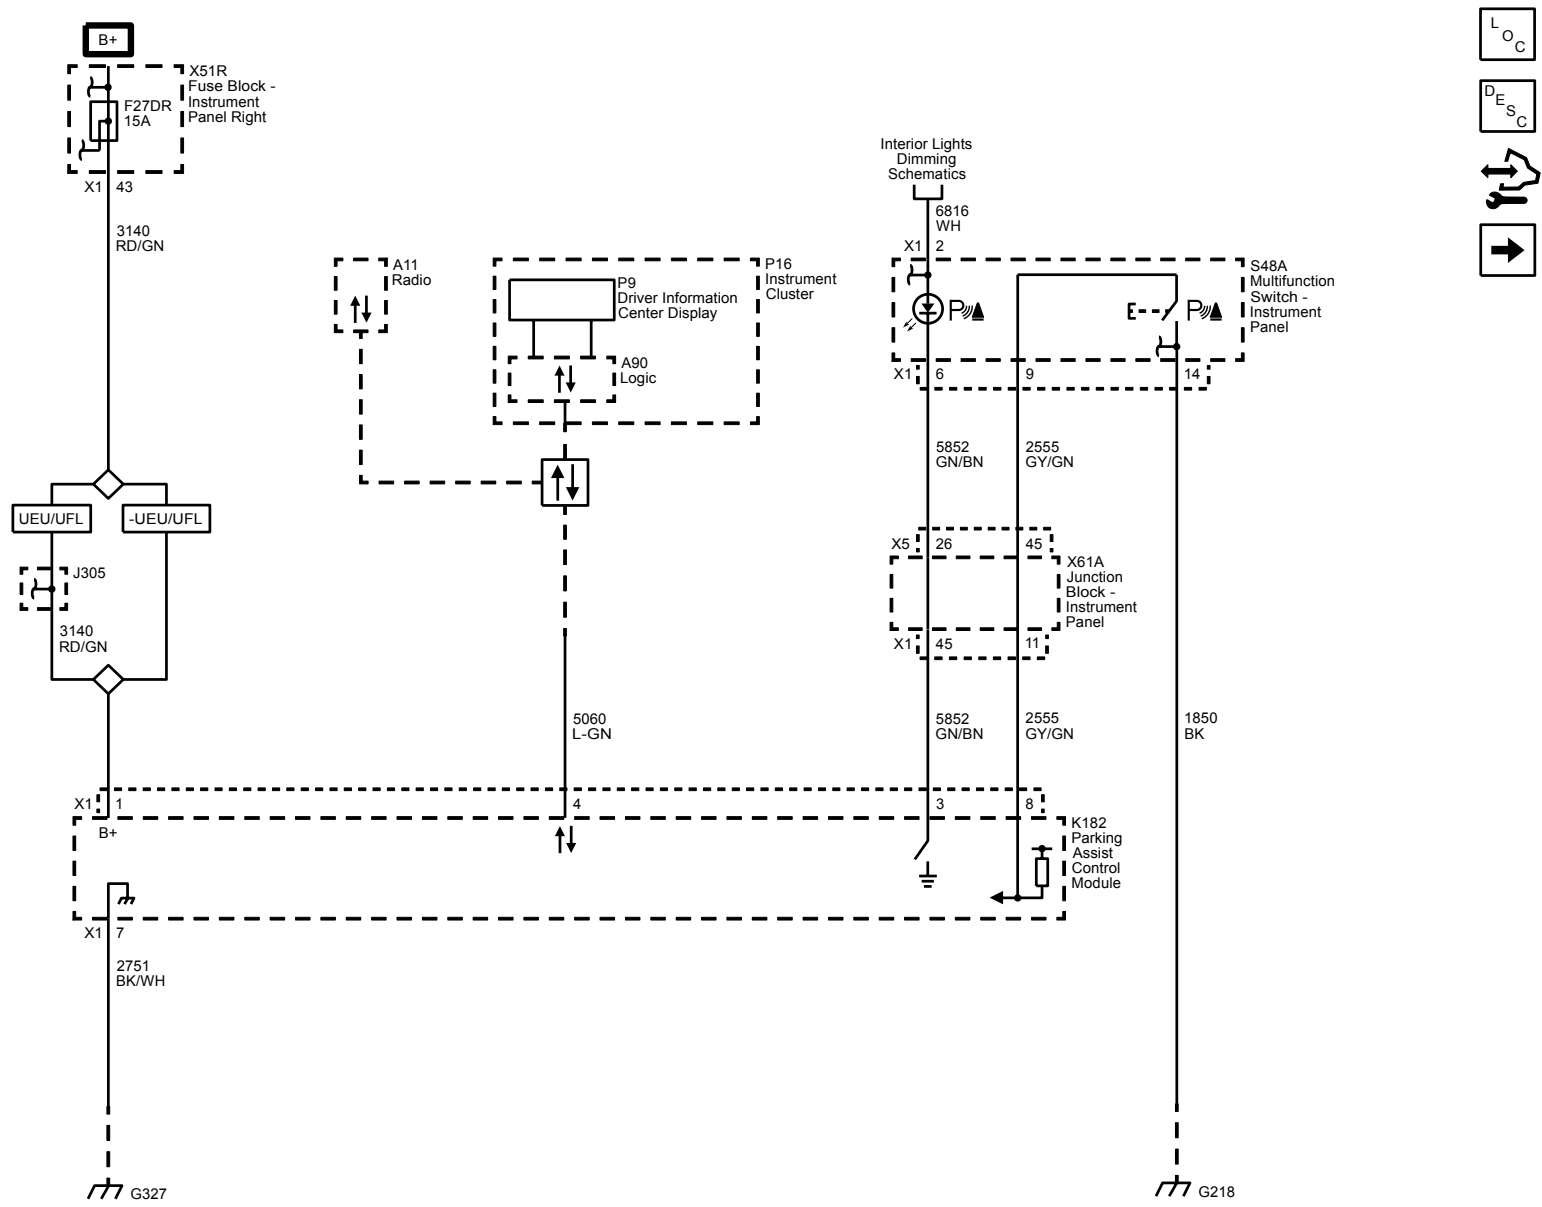 B+
X51R
Fuse Block -
Instrument
Panel Right
F27DR
15A
X1 43
3140
RD/GN
UEU/UFL
-UEU/UFL
J305
3140
RD/GN
A11
Radio
P16
Instrument
Cluster
P9
Driver Information
Center Display
A90
Logic
5060
L-GN
Interior Lights
Dimming
Schematics
6816
WH
X1 2
S48A
Multifunction
Switch -
Instrument
Panel
P
P
X1 6 9 14
5852
GN/BN
2555
GY/GN
X5 26 45
X61A
Junction
Block -
Instrument
Panel
X1 45 11
5852
GN/BN
2555
GY/GN
1850
BK
X1 1 4 3 8
B+
K182
Parking
Assist
Control
Module
X1 7
2751
BK/WH
G327
G218
LOC
DESC